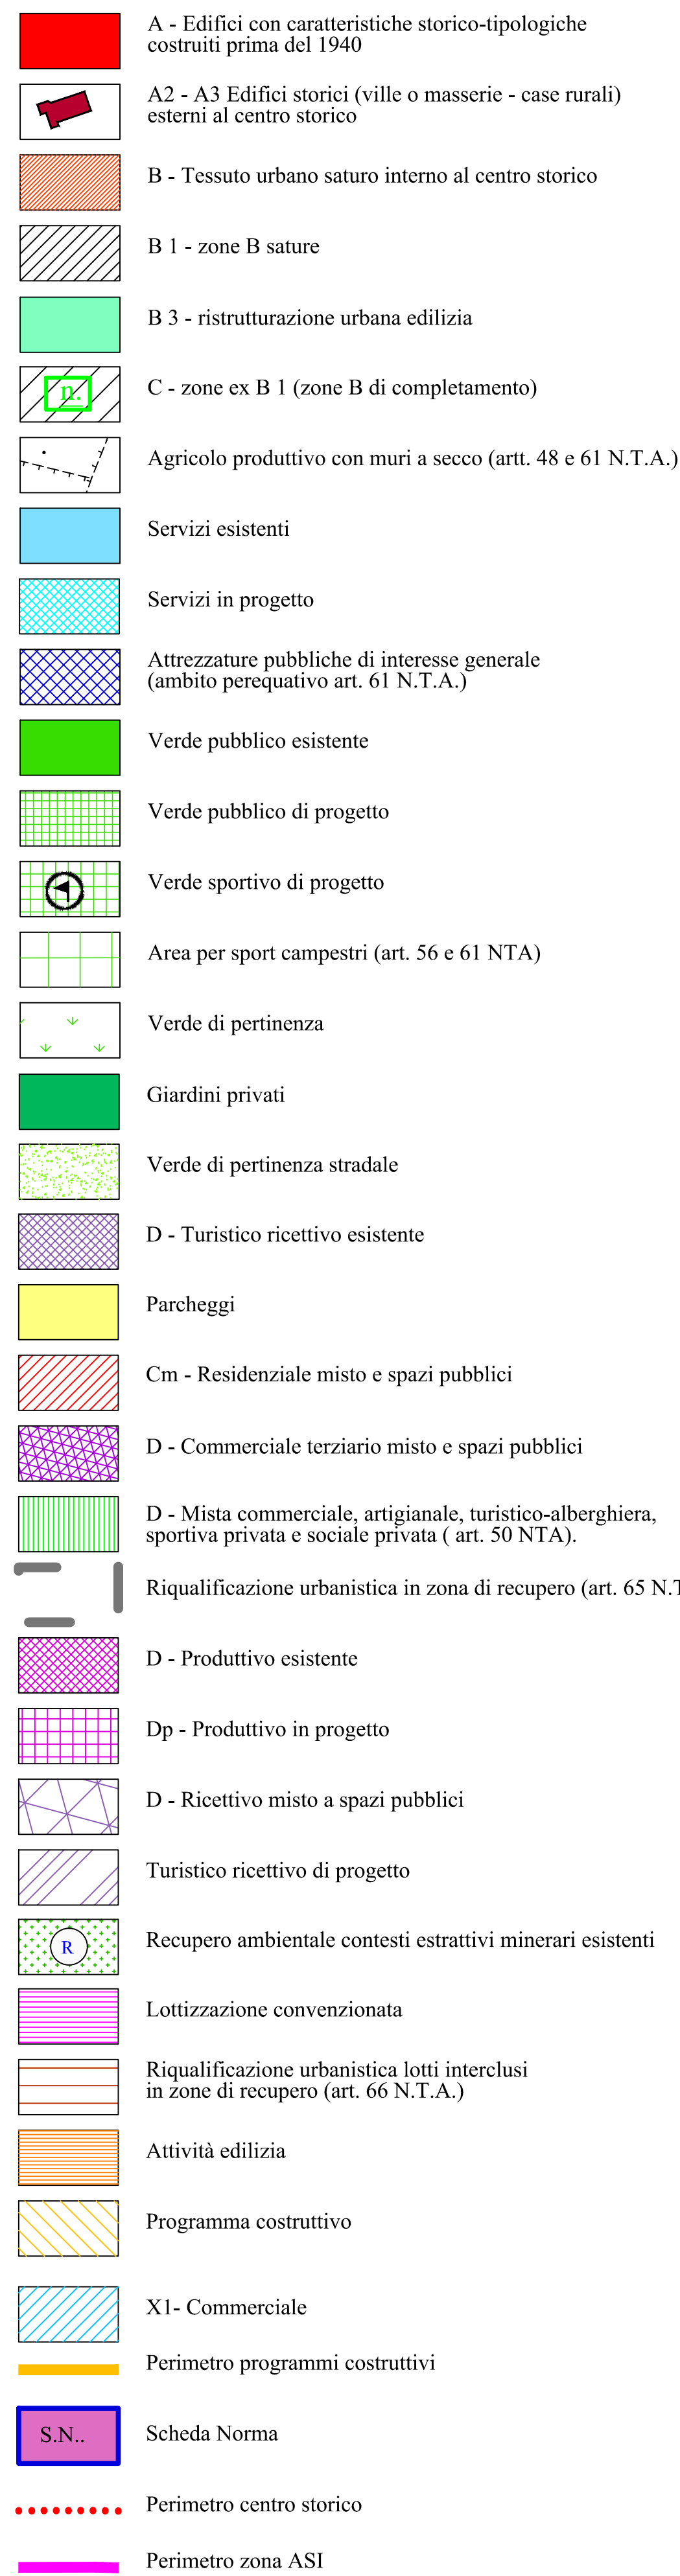 A - Edifici con caratteristiche storico-tipologiche
costruiti prima del 1940
A2 - A3 Edifici storici (ville o masserie - case rurali)
esterni al centro storico
B - Tessuto urbano saturo interno al centro storico
B 1 - zone B sature
B 3 - ristrutturazione urbana edilizia
n.
C - zone ex B 1 (zone B di completamento)
Agricolo produttivo con muri a secco (artt. 48 e 61 N.T.A.)
Servizi esistenti
Servizi in progetto
Attrezzature pubbliche di interesse generale
(ambito perequativo art. 61 N.T.A.)
Verde pubblico esistente
Verde pubblico di progetto
Verde sportivo di progetto
Area per sport campestri (art. 56 e 61 NTA)
Verde di pertinenza
Giardini privati
Verde di pertinenza stradale
D - Turistico ricettivo esistente
Parcheggi
Cm - Residenziale misto e spazi pubblici
D - Commerciale terziario misto e spazi pubblici
D - Mista commerciale, artigianale, turistico-alberghiera,
sportiva privata e sociale privata ( art. 50 NTA).
Riqualificazione urbanistica in zona di recupero (art. 65 N.T
D - Produttivo esistente
Dp - Produttivo in progetto
D - Ricettivo misto a spazi pubblici
Turistico ricettivo di progetto
R
Recupero ambientale contesti estrattivi minerari esistenti
Lottizzazione convenzionata
Riqualificazione urbanistica lotti interclusi
in zone di recupero (art. 66 N.T.A.)
Attività edilizia
Programma costruttivo
X1- Commerciale
Perimetro programmi costruttivi
S.N..
Scheda Norma
Perimetro centro storico
Perimetro zona ASI